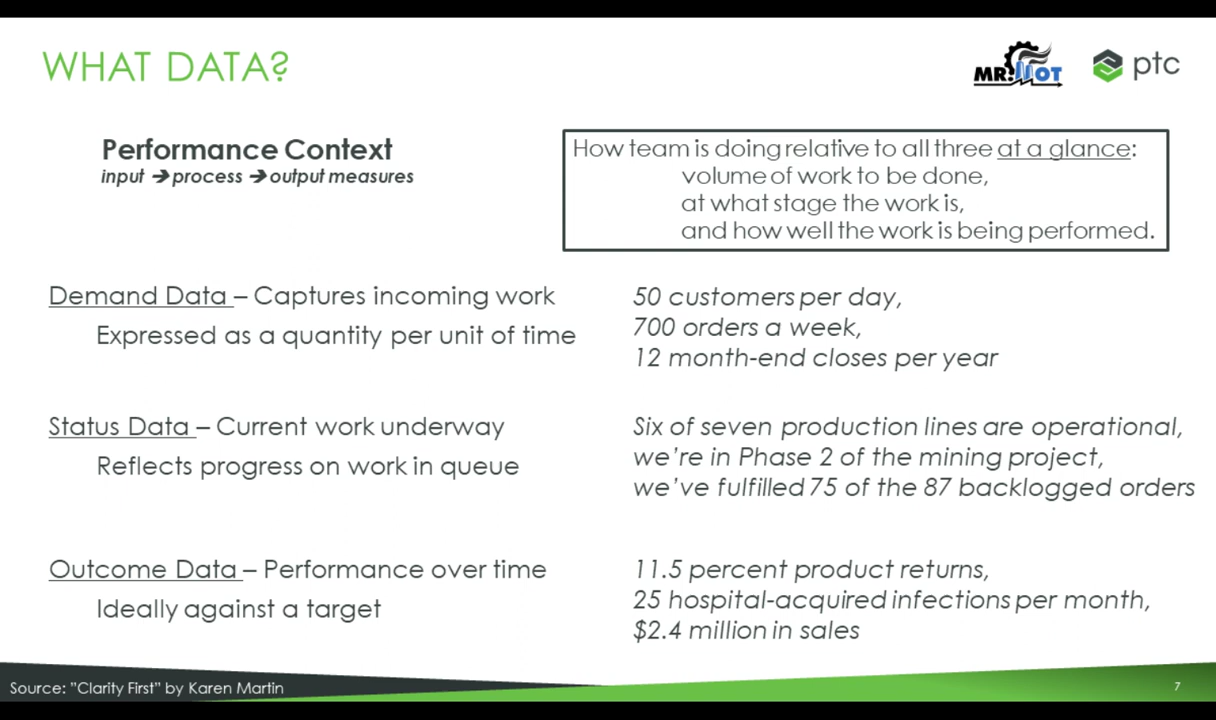 WHAT DATA?
MR. IIOT
ptc
Performance Context
input ➔ process ➔ output measures
How team is doing relative to all three at a glance:
volume of work to be done,
at what stage the work is,
and how well the work is being performed.
Demand Data – Captures incoming work
Expressed as a quantity per unit of time
50 customers per day,
700 orders a week,
12 month-end closes per year
Status Data – Current work underway
Reflects progress on work in queue
Six of seven production lines are operational,
we’re in Phase 2 of the mining project,
we’ve fulfilled 75 of the 87 backlogged orders
Outcome Data – Performance over time
Ideally against a target
11.5 percent product returns,
25 hospital-acquired infections per month,
$2.4 million in sales
Source: "Clarity First" by Karen Martin
7